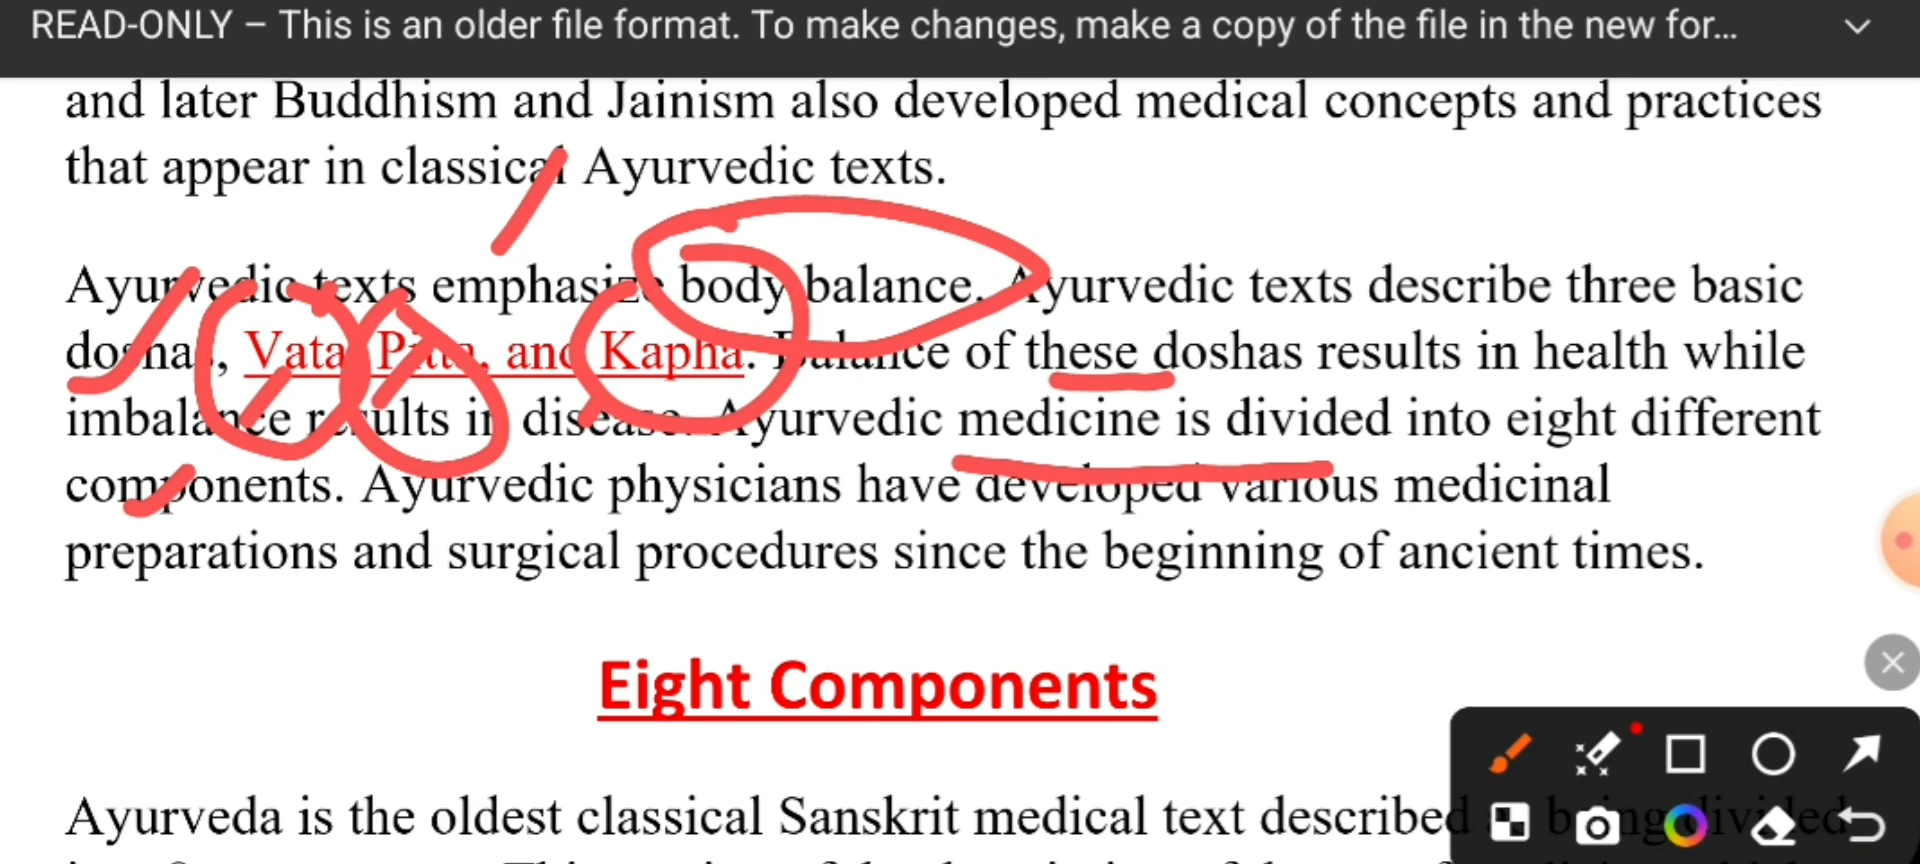 READ-ONLY – This is an older file format. To make changes, make a copy of the file in the new for...
and later Buddhism and Jainism also developed medical concepts and practices
that appear in classical Ayurvedic texts.
Ayurvedic texts emphasize body balance. Ayurvedic texts describe three basic
doshas, Vata, Pitta, and Kapha. Balance of these doshas results in health while
imbalance results in disease. Ayurvedic medicine is divided into eight different
components. Ayurvedic physicians have developed various medicinal
preparations and surgical procedures since the beginning of ancient times.
Eight Components
Ayurveda is the oldest classical Sanskrit medical text described as being divided